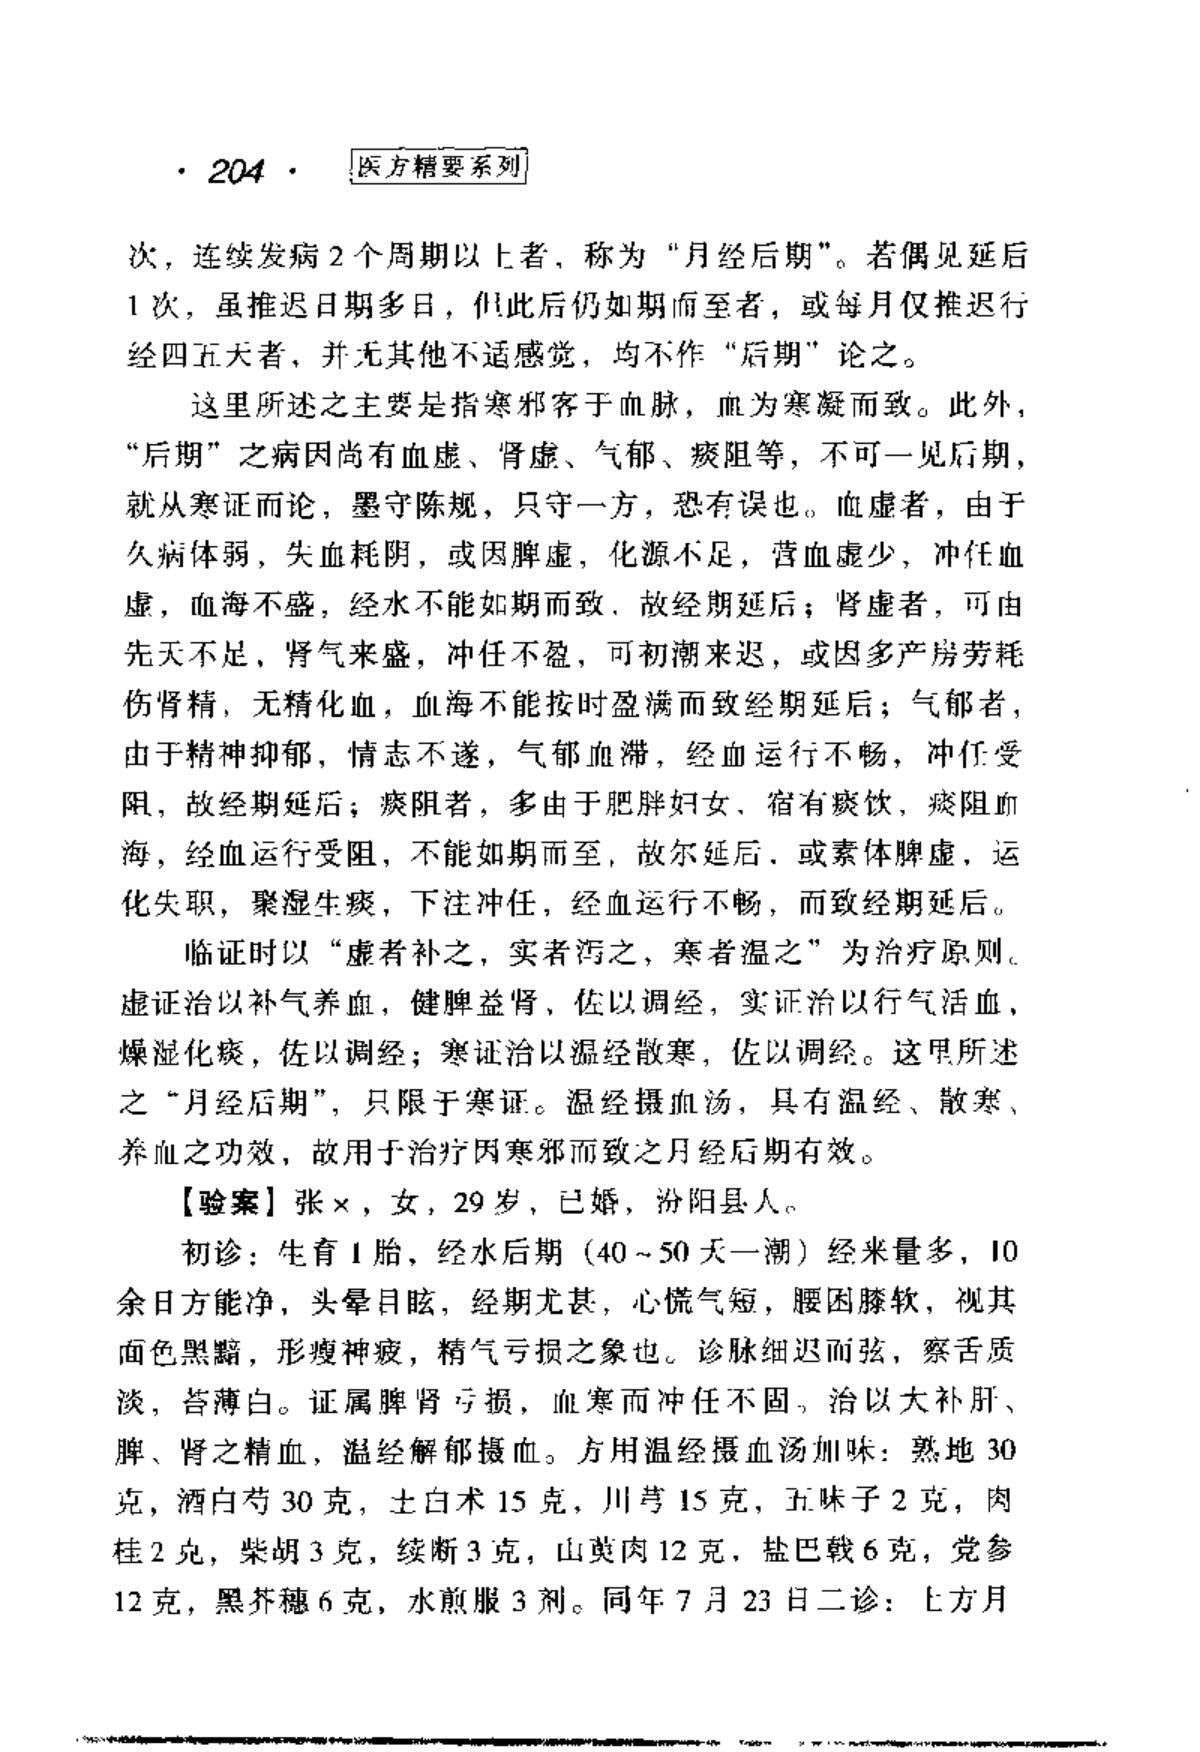 · 204 · 医方精要系列
次，连续发病 2 个周期以上者，称为“月经后期”。若偶见延后
1 次，虽推迟日期多日，但此后仍如期而至者，或每月仅推迟行
经四五天者，并无其他不适感觉，均不作“后期”论之。
这里所述之主要是指寒邪客于血脉，血为寒凝而致。此外，
“后期”之病因尚有血虚、肾虚、气郁、痰阻等，不可一见后期，
就从寒证而论，墨守陈规，只守一方，恐有误也。血虚者，由于
久病体弱，失血耗阴，或因脾虚，化源不足，营血虚少，冲任血
虚，血海不盛，经水不能如期而致，故经期延后；肾虚者，可由
先天不足，肾气来盛，冲任不盈，可初潮来迟，或因多产房劳耗
伤肾精，无精化血，血海不能按时盈满而致经期延后；气郁者，
由于精神抑郁，情志不遂，气郁血滞，经血运行不畅，冲任受
阻，故经期延后；痰阻者，多由于肥胖妇女，宿有痰饮，痰阻血
海，经血运行受阻，不能如期而至，故尔延后，或素体脾虚，运
化失职，聚湿生痰，下注冲任，经血运行不畅，而致经期延后。
临证时以“虚者补之，实者泻之，寒者温之”为治疗原则。
虚证治以补气养血，健脾益肾，佐以调经，实证治以行气活血，
燥湿化痰，佐以调经；寒证治以温经散寒，佐以调经。这里所述
之“月经后期”，只限于寒证。温经摄血汤，具有温经、散寒、
养血之功效，故用于治疗因寒邪而致之月经后期有效。
【验案】张×，女，29 岁，已婚，汾阳县人。
初诊：生育 1 胎，经水后期（40～50 天一潮）经来量多，10
余日方能净，头晕目眩，经期尤甚，心慌气短，腰困膝软，视其
面色黑黯，形瘦神疲，精气亏损之象也。诊脉细迟而弦，察舌质
淡，苔薄白。证属脾肾亏损，血寒而冲任不固。治以大补肝、
脾、肾之精血，温经解郁摄血。方用温经摄血汤加味：熟地 30
克，酒白芍 30 克，土白术 15 克，川芎 15 克，五味子 2 克，肉
桂 2 克，柴胡 3 克，续断 3 克，山萸肉 12 克，盐巴戟 6 克，党参
12 克，黑芥穗 6 克，水煎服 3 剂。同年 7 月 23 日二诊：上方月